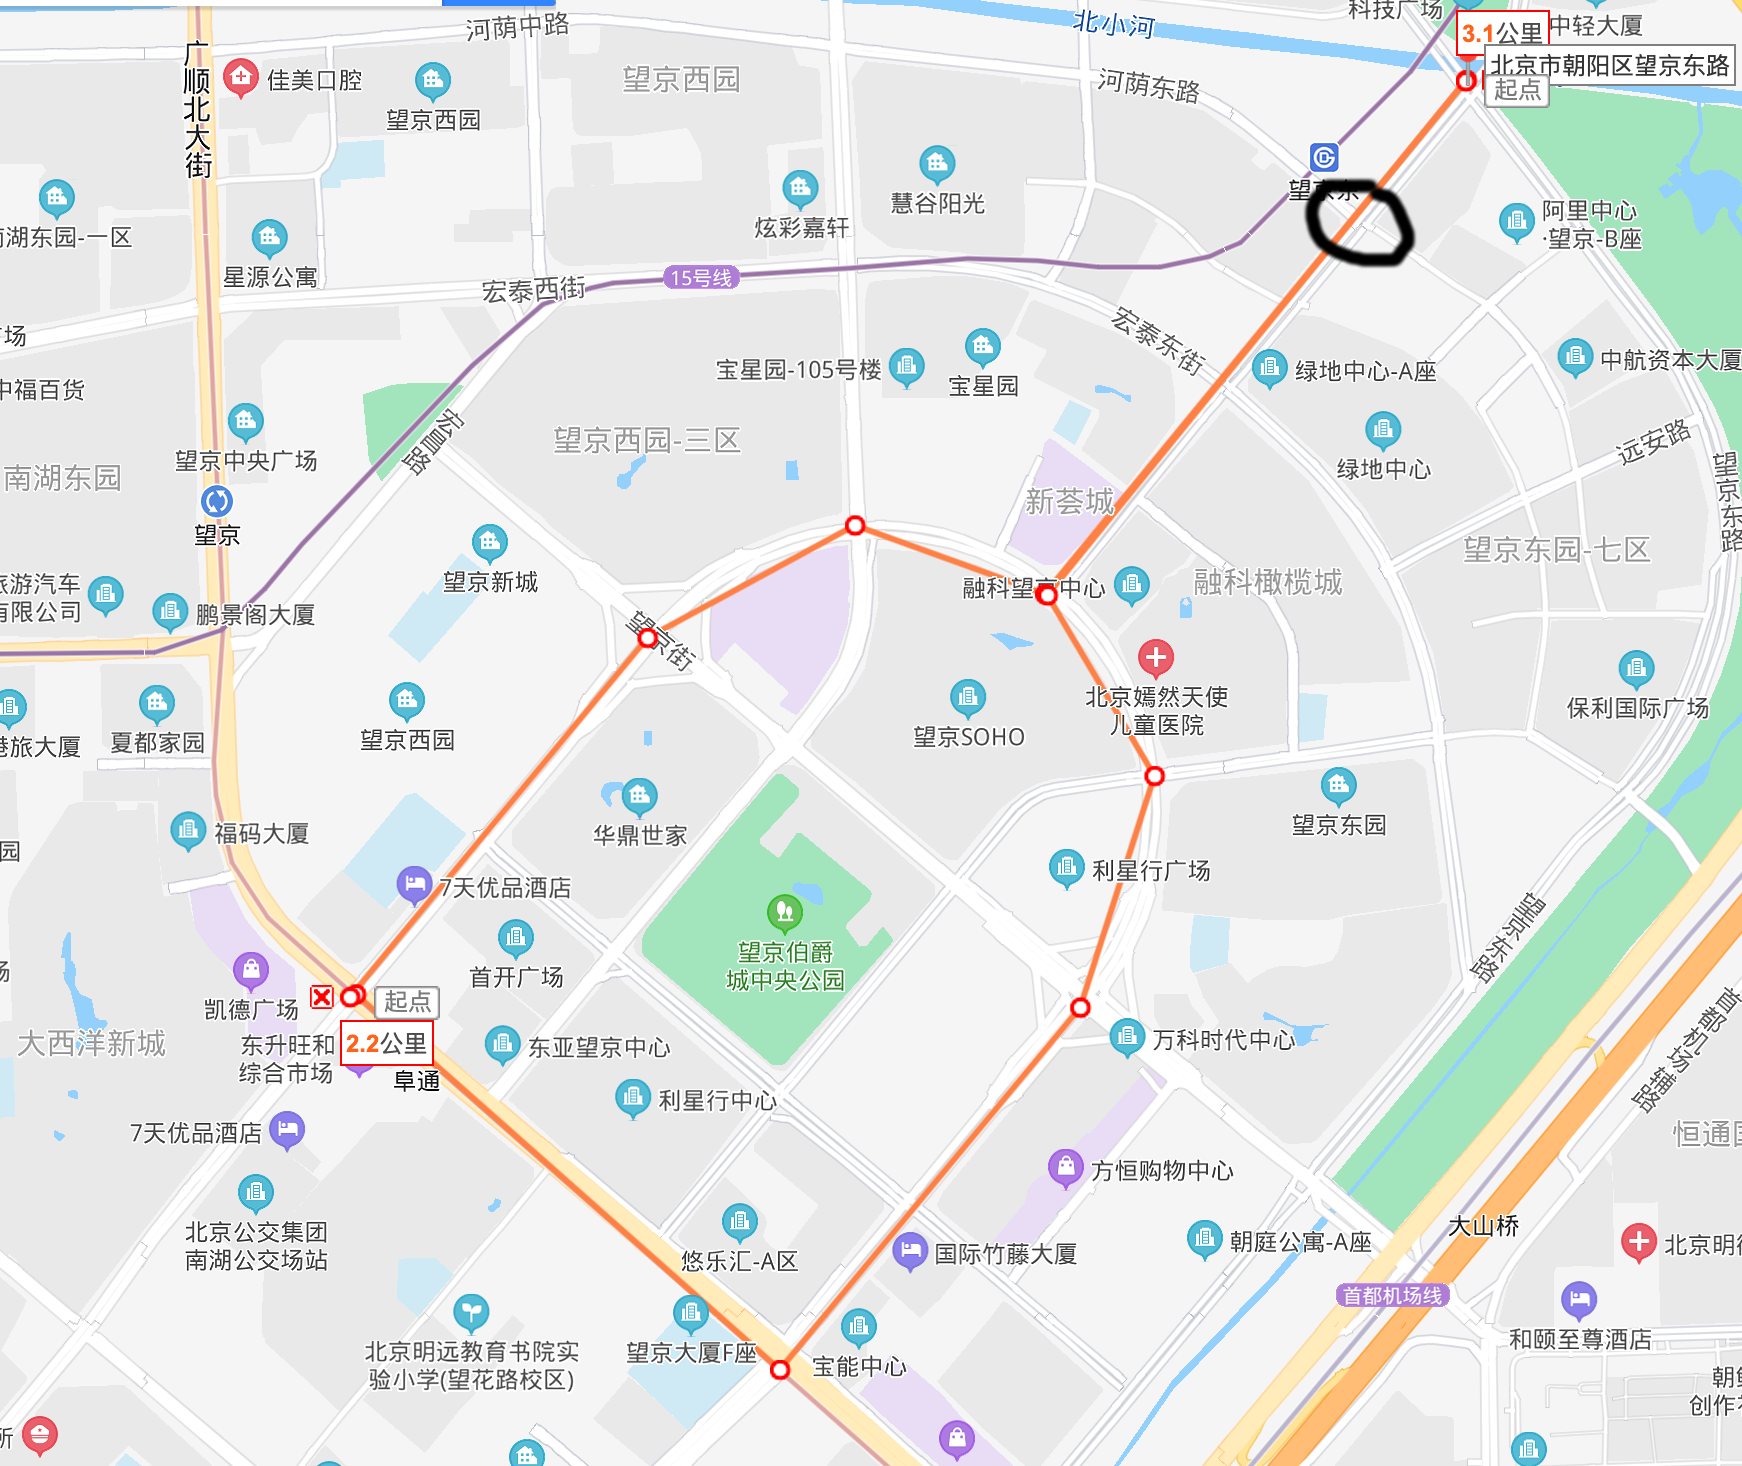 河荫中路
北小河
科技广场
中轻大厦
3.1公里
北京市朝阳区望京东路
起点
广顺北大街
佳美口腔
望京西园
望京西园
河荫东路
望京东
慧谷阳光
炫彩嘉轩
阿里中心
·望京-B座
南湖东园-一区
星源公寓
宏泰西街
15号线
宏泰东街
宝星园-105号楼
宝星园
绿地中心-A座
中航资本大厦
中福百货
宏昌路
望京西园-三区
望京中央广场
南湖东园
绿地中心
远安路
望京东路
新荟城
望京
望京新城
融科望京中心
融科橄榄城
望京东园-七区
旅游汽车
有限公司
鹏景阁大厦
望京街
北京嫣然天使
儿童医院
保利国际广场
港旅大厦
夏都家园
望京西园
望京SOHO
福码大厦
华鼎世家
望京东园
7天优品酒店
利星行广场
望京伯爵
城中央公园
首开广场
望京东路
凯德广场
起点
2.2公里
东升旺和
综合市场
阜通
东亚望京中心
万科时代中心
首都机场辅路
大西洋新城
利星行中心
7天优品酒店
方恒购物中心
恒通国
北京公交集团
南湖公交场站
悠乐汇-A区
国际竹藤大厦
朝庭公寓-A座
大山桥
首都机场线
和颐至尊酒店
北京明远教育书院实
验小学(望花路校区)
望京大厦F座
宝能中心